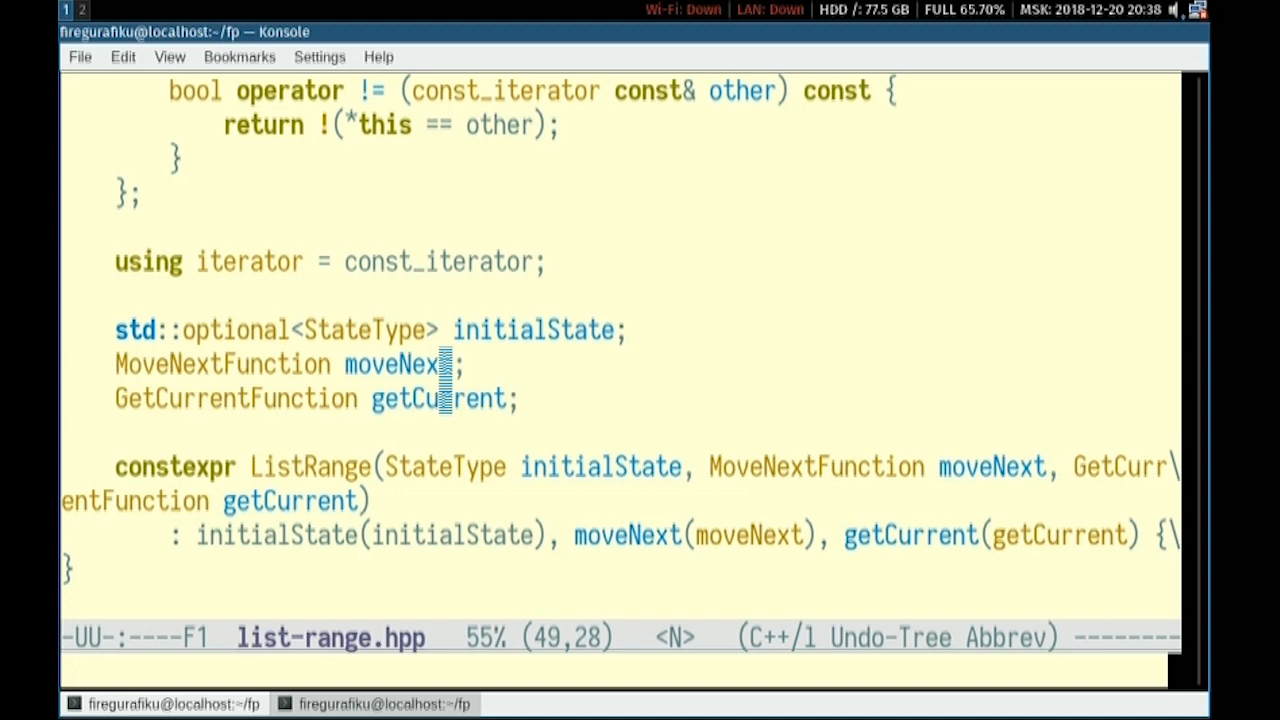 1 2 Wi-Fi: Down | LAN: Down | HDD /: 77.5 GB | FULL 65.70% | MSK: 2018-12-20 20:38
firegurafiku@localhost:~/fp — Konsole
File Edit View Bookmarks Settings Help
bool operator != (const_iterator const& other) const {
return !(*this == other);
}
};
using iterator = const_iterator;
std::optional<StateType> initialState;
MoveNextFunction moveNex ;
GetCurrentFunction getCu rent;
constexpr ListRange(StateType initialState, MoveNextFunction moveNext, GetCurr\
entFunction getCurrent)
: initialState(initialState), moveNext(moveNext), getCurrent(getCurrent) {\
}
-UU-:----F1 list-range.hpp 55% (49,28) <N> (C++/l Undo-Tree Abbrev) --------
firegurafiku@localhost:~/fp firegurafiku@localhost:~/fp